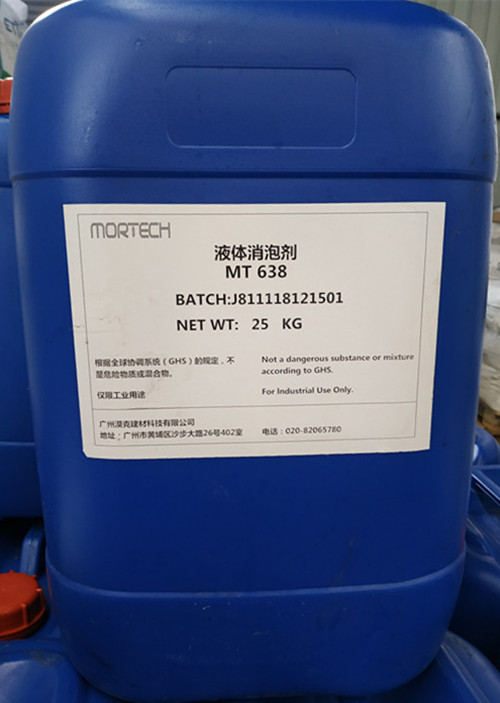 MORTECH
液体消泡剂
MT 638
BATCH:J811118121501
NET WT: 25 KG
根据全球协调系统（GHS）的规定，不
是危险物质或混合物。
仅限工业用途
Not a dangerous substance or mixture
according to GHS.
For Industrial Use Only.
广州漠克建材科技有限公司
地址：广州市黄埔区沙步大路26号402室 电话：020-82065780